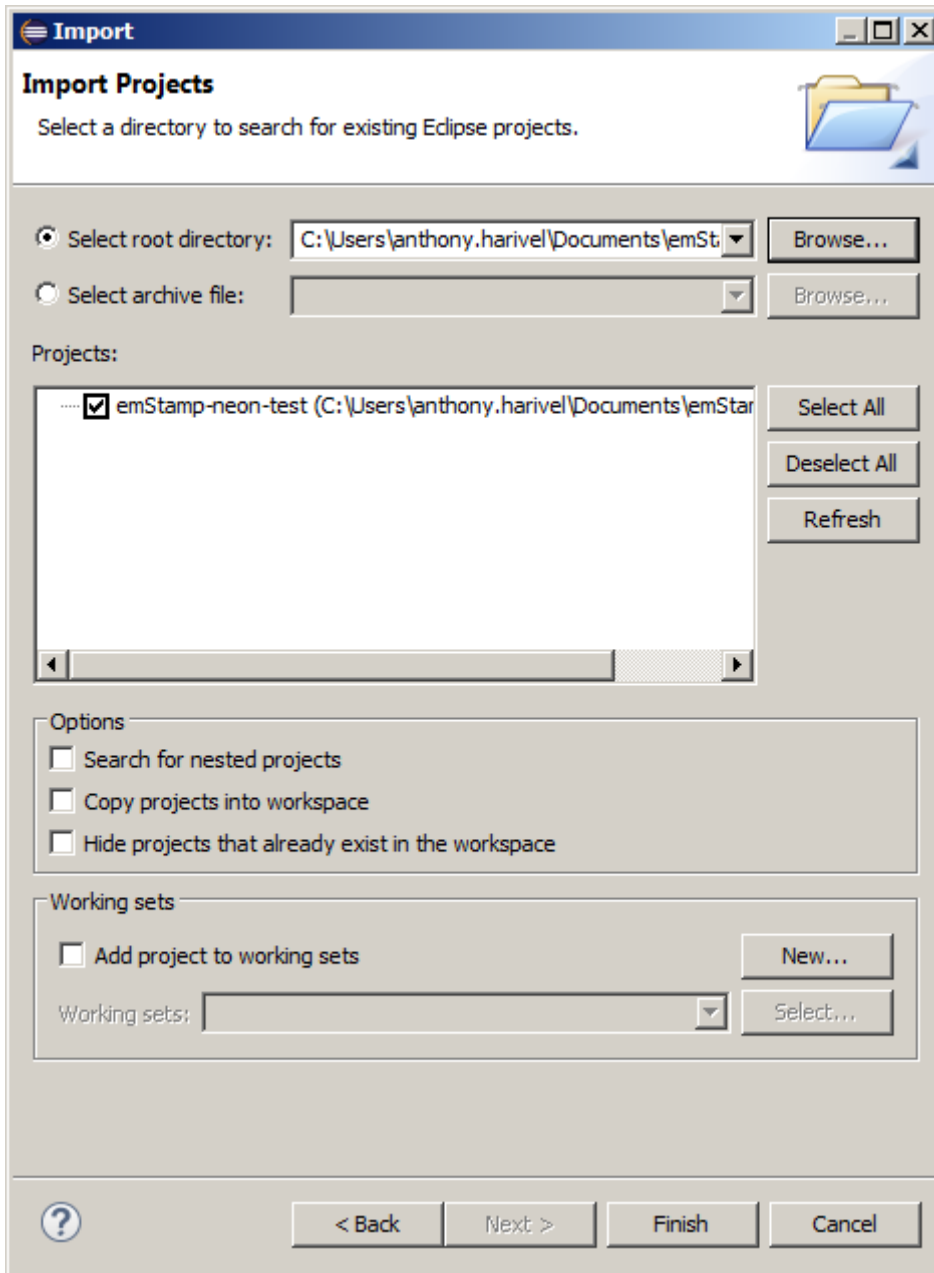 Import
Import Projects
Select a directory to search for existing Eclipse projects.
Select root directory: C:\Users\anthony.harivel\Documents\emSt Browse...
Select archive file: Browse...
Projects:
emStamp-neon-test (C:\Users\anthony.harivel\Documents\emStar Select All
Deselect All
Refresh
Options
Search for nested projects
Copy projects into workspace
Hide projects that already exist in the workspace
Working sets
Add project to working sets New...
Working sets: Select...
? < Back Next > Finish Cancel